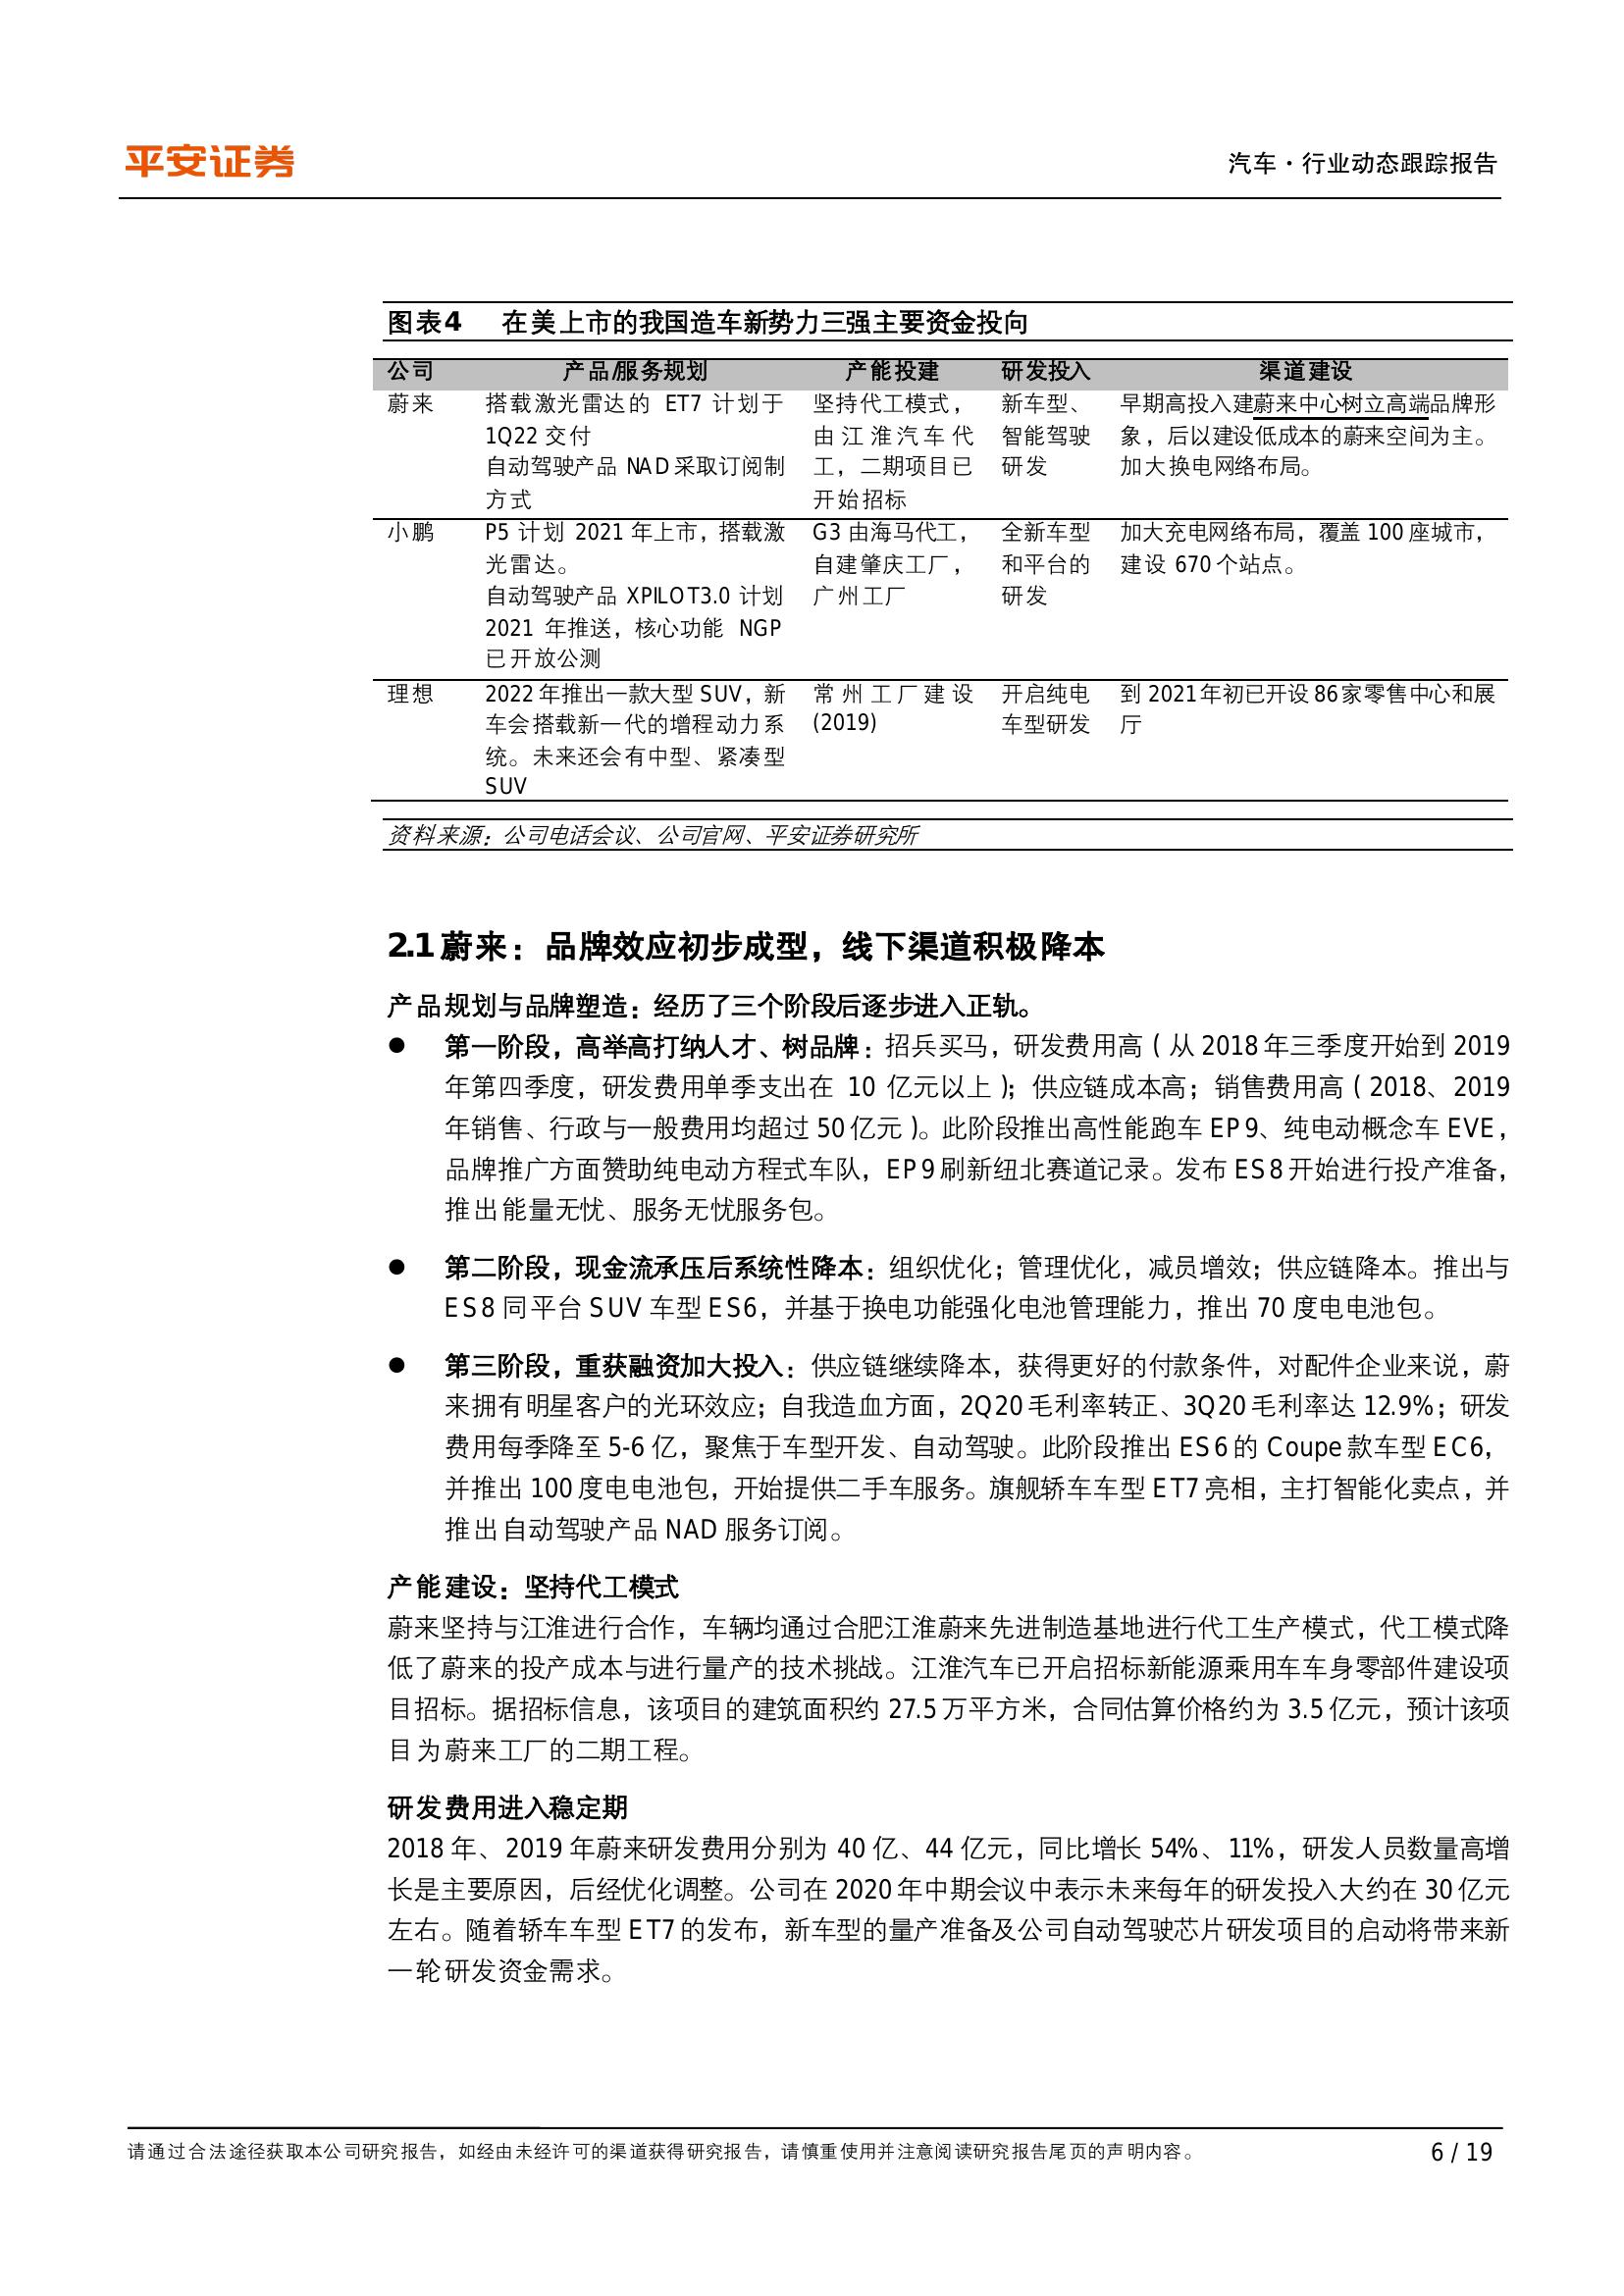 平安证券
汽车·行业动态跟踪报告
图表4 在美上市的我国造车新势力三强主要资金投向
公司 产品/服务规划 产能投建 研发投入 渠道建设
蔚来 搭载激光雷达的 ET7 计划于 坚持代工模式, 新车型、 早期高投入建蔚来中心树立高端品牌形
1Q22 交付 由江淮汽车代 智能驾驶 象,后以建设低成本的蔚来空间为主。
自动驾驶产品 NAD 采取订阅制 工,二期项目已 研发 加大换电网络布局。
方式 开始招标
小鹏 P5 计划 2021 年上市,搭载激 G3 由海马代工, 全新车型 加大充电网络布局,覆盖 100 座城市,
光雷达。 自建肇庆工厂, 和平台的 建设 670 个站点。
自动驾驶产品 XPILOT3.0 计划 广州工厂 研发
2021 年推送,核心功能 NGP
已开放公测
理想 2022 年推出一款大型 SUV,新 常州工厂建设 开启纯电 到 2021 年初已开设 86 家零售中心和展
车会搭载新一代的增程动力系 (2019) 车型研发 厅
统。未来还会有中型、紧凑型
SUV
资料来源:公司电话会议、公司官网、平安证券研究所
2.1 蔚来:品牌效应初步成型,线下渠道积极降本
产品规划与品牌塑造:经历了三个阶段后逐步进入正轨。
● 第一阶段,高举高打纳人才、树品牌:招兵买马,研发费用高(从 2018 年三季度开始到 2019
年第四季度,研发费用单季支出在 10 亿元以上);供应链成本高;销售费用高(2018、2019
年销售、行政与一般费用均超过 50 亿元)。此阶段推出高性能跑车 EP9、纯电动概念车 EVE,
品牌推广方面赞助纯电动方程式车队,EP9 刷新纽北赛道记录。发布 ES8 开始进行投产准备,
推出能量无忧、服务无忧服务包。
● 第二阶段,现金流承压后系统性降本:组织优化;管理优化,减员增效;供应链降本。推出与
ES8 同平台 SUV 车型 ES6,并基于换电功能强化电池管理能力,推出 70 度电电池包。
● 第三阶段,重获融资加大投入:供应链继续降本,获得更好的付款条件,对配件企业来说,蔚
来拥有明星客户的光环效应;自我造血方面,2Q20 毛利率转正、3Q20 毛利率达 12.9%;研发
费用每季降至 5-6 亿,聚焦于车型开发、自动驾驶。此阶段推出 ES6 的 Coupe 款车型 EC6,
并推出 100 度电电池包,开始提供二手车服务。旗舰轿车车型 ET7 亮相,主打智能化卖点,并
推出自动驾驶产品 NAD 服务订阅。
产能建设:坚持代工模式
蔚来坚持与江淮进行合作,车辆均通过合肥江淮蔚来先进制造基地进行代工生产模式,代工模式降
低了蔚来的投产成本与进行量产的技术挑战。江淮汽车已开启招标新能源乘用车车身零部件建设项
目招标。据招标信息,该项目的建筑面积约 27.5 万平方米,合同估算价格约为 3.5 亿元,预计该项
目为蔚来工厂的二期工程。
研发费用进入稳定期
2018 年、2019 年蔚来研发费用分别为 40 亿、44 亿元,同比增长 54%、11%,研发人员数量高增
长是主要原因,后经优化调整。公司在 2020 年中期会议中表示未来每年的研发投入大约在 30 亿元
左右。随着轿车车型 ET7 的发布,新车型的量产准备及公司自动驾驶芯片研发项目的启动将带来新
一轮研发资金需求。
请通过合法途径获取本公司研究报告,如经由未经许可的渠道获得研究报告,请慎重使用并注意阅读研究报告尾页的声明内容。 6 / 19